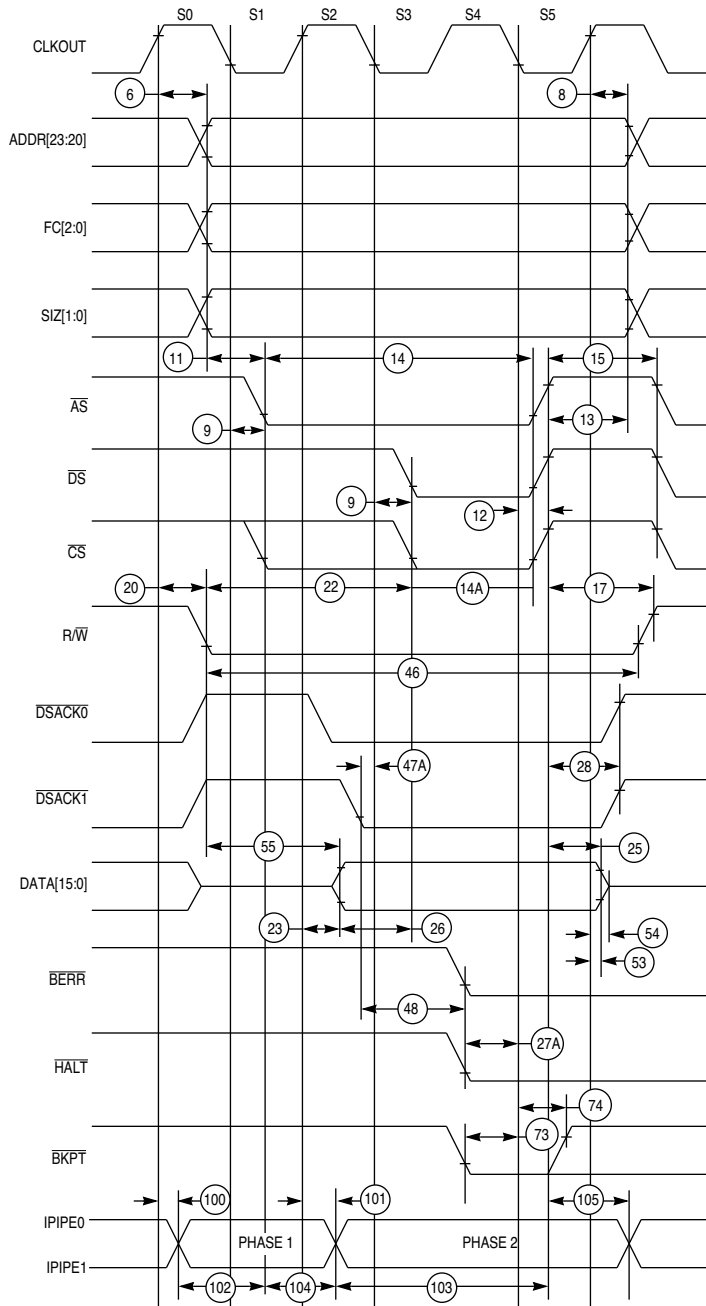 S0 S1 S2 S3 S4 S5
CLKOUT
6 8
ADDR[23:20]
FC[2:0]
SIZ[1:0]
11 14 15
AS
9 13
DS
9 12
CS
20 22 14A 17
R/W
46
DSACK0
47A 28
DSACK1
55 25
DATA[15:0]
23 26 54
BERR
53
48
27A
HALT
74
73
BKPT
100 101 105
IPIPE0
PHASE 1 PHASE 2
IPIPE1
102 104 103